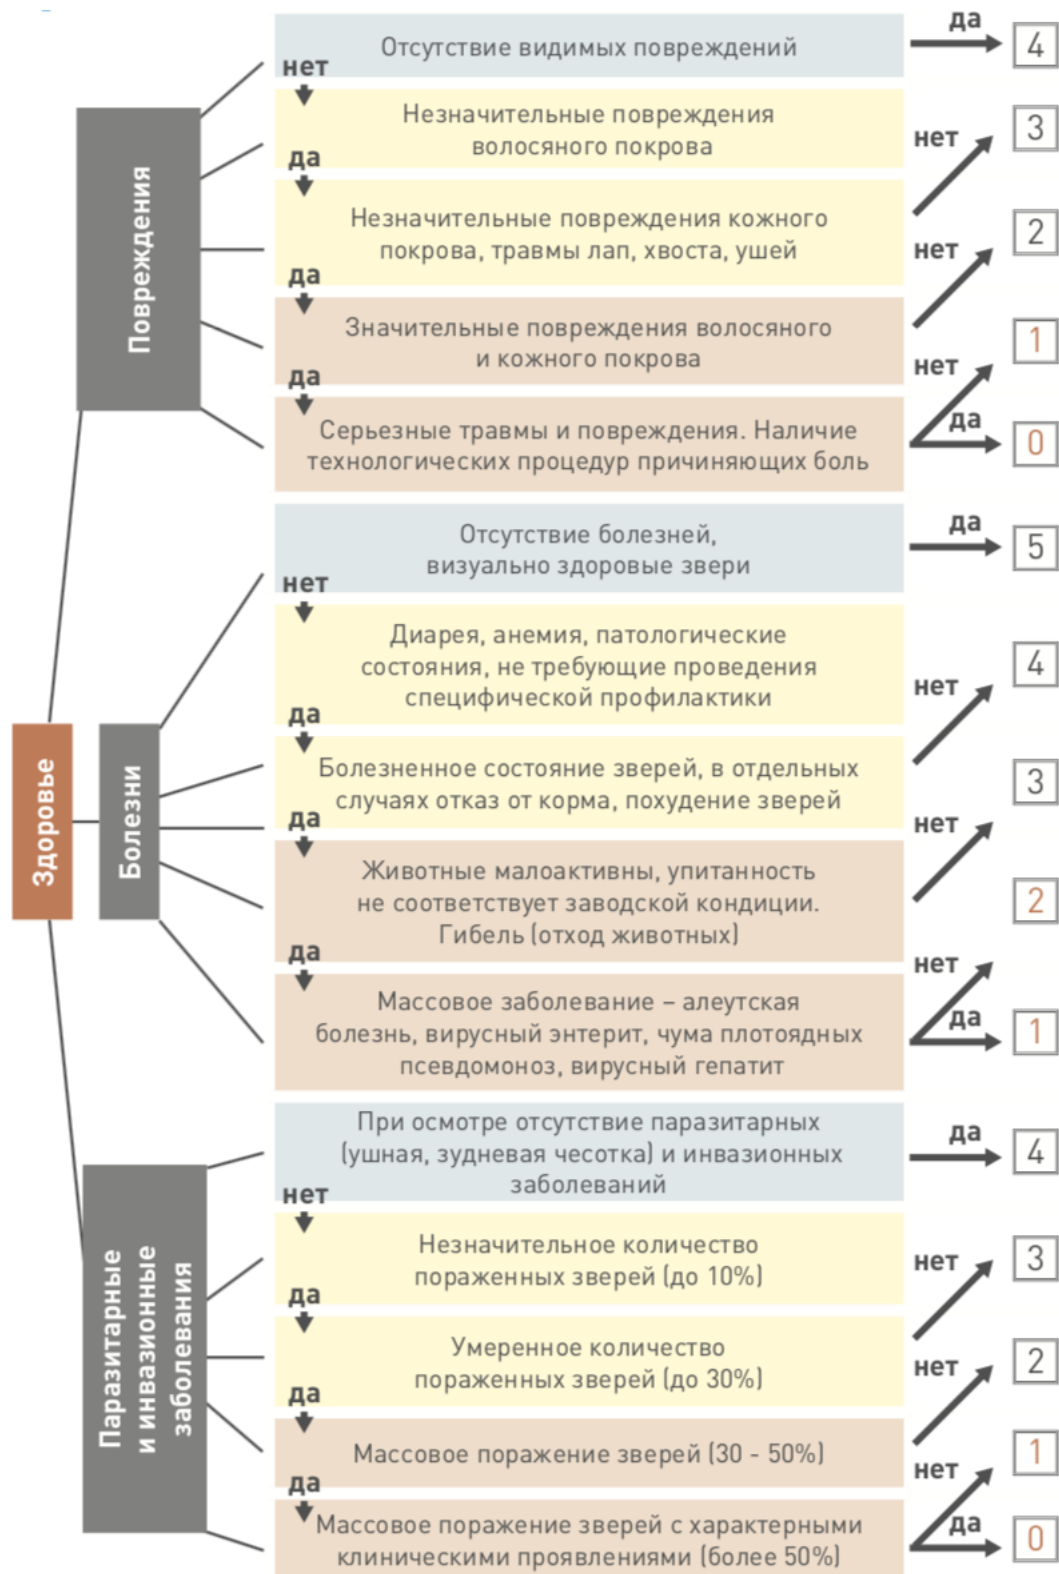 Здоровье
Повреждения
Отсутствие видимых повреждений
да
4
нет
Незначительные повреждения
волосяного покрова
да
Незначительные повреждения кожного
покрова, травмы лап, хвоста, ушей
нет
3
да
Значительные повреждения волосяного
и кожного покрова
нет
2
да
Серьезные травмы и повреждения. Наличие
технологических процедур причиняющих боль
нет
1
да
0
Болезни
Отсутствие болезней,
визуально здоровые звери
да
5
нет
Диарея, анемия, патологические
состояния, не требующие проведения
специфической профилактики
да
Болезненное состояние зверей, в отдельных
случаях отказ от корма, похудение зверей
нет
4
да
Животные малоактивны, упитанность
не соответствует заводской кондиции.
Гибель (отход животных)
нет
3
да
Массовое заболевание – алеутская
болезнь, вирусный энтерит, чума плотоядных
псевдомоноз, вирусный гепатит
нет
2
да
1
Паразитарные
и инвазионные
заболевания
При осмотре отсутствие паразитарных
(ушная, зудневая чесотка) и инвазионных
заболеваний
да
4
нет
Незначительное количество
пораженных зверей (до 10%)
да
Умеренное количество
пораженных зверей (до 30%)
нет
3
да
Массовое поражение зверей (30 - 50%)
нет
2
да
Массовое поражение зверей с характерными
клиническими проявлениями (более 50%)
нет
1
да
0